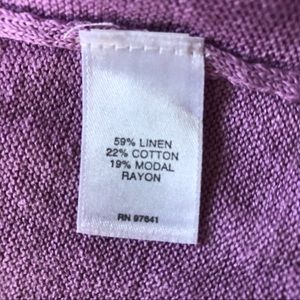 59% LINEN
22% COTTON
19% MODAL
RAYON
RN 97641